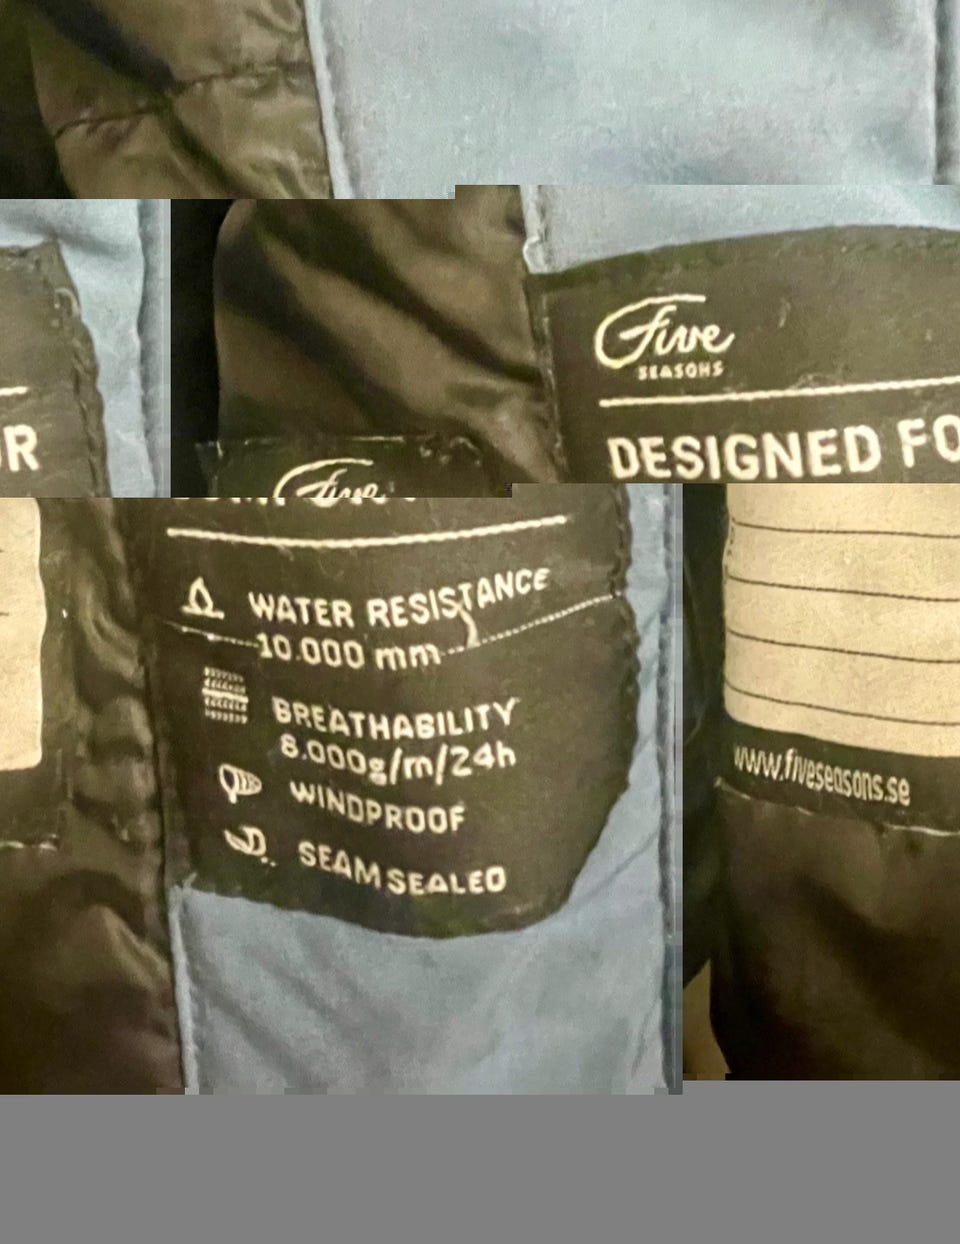 Five
SEASONS
DESIGNED FO
R
Five
WATER RESISTANCE
10.000 mm
BREATHABILITY
8.000g/m/24h
WINDPROOF
SEAM SEALED
www.fiveseasons.se